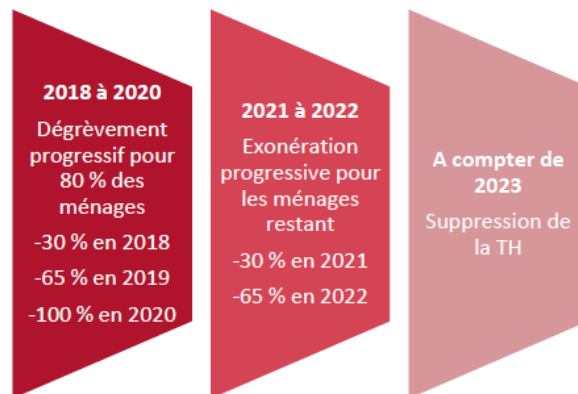 2018 à 2020
Dégrèvement
progressif pour
80 % des
ménages
-30 % en 2018
-65 % en 2019
-100 % en 2020
2021 à 2022
Exonération
progressive pour
les ménages
restant
-30 % en 2021
-65 % en 2022
A compter de
2023
Suppression de
la TH